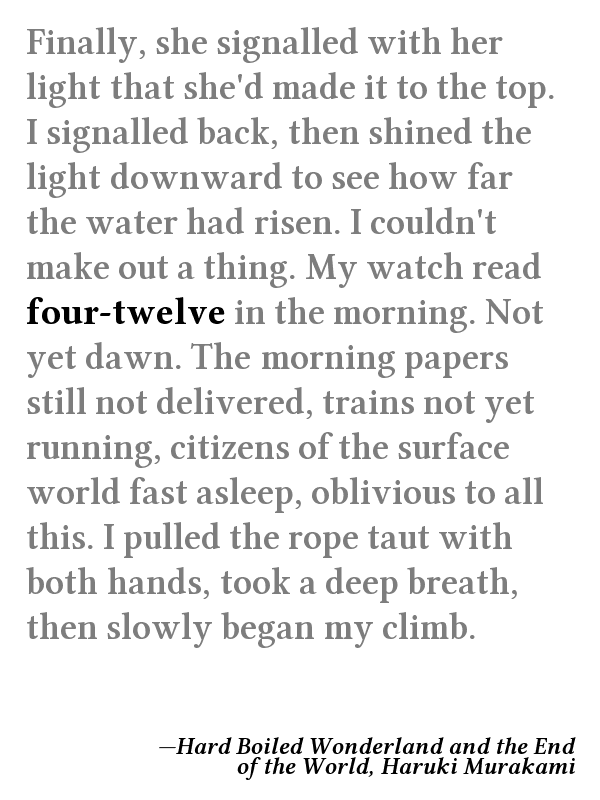 Finally, she signalled with her
light that she'd made it to the top.
I signalled back, then shined the
light downward to see how far
the water had risen. I couldn't
make out a thing. My watch read
four-twelve in the morning. Not
yet dawn. The morning papers
still not delivered, trains not yet
running, citizens of the surface
world fast asleep, oblivious to all
this. I pulled the rope taut with
both hands, took a deep breath,
then slowly began my climb.
—Hard Boiled Wonderland and the End
of the World, Haruki Murakami